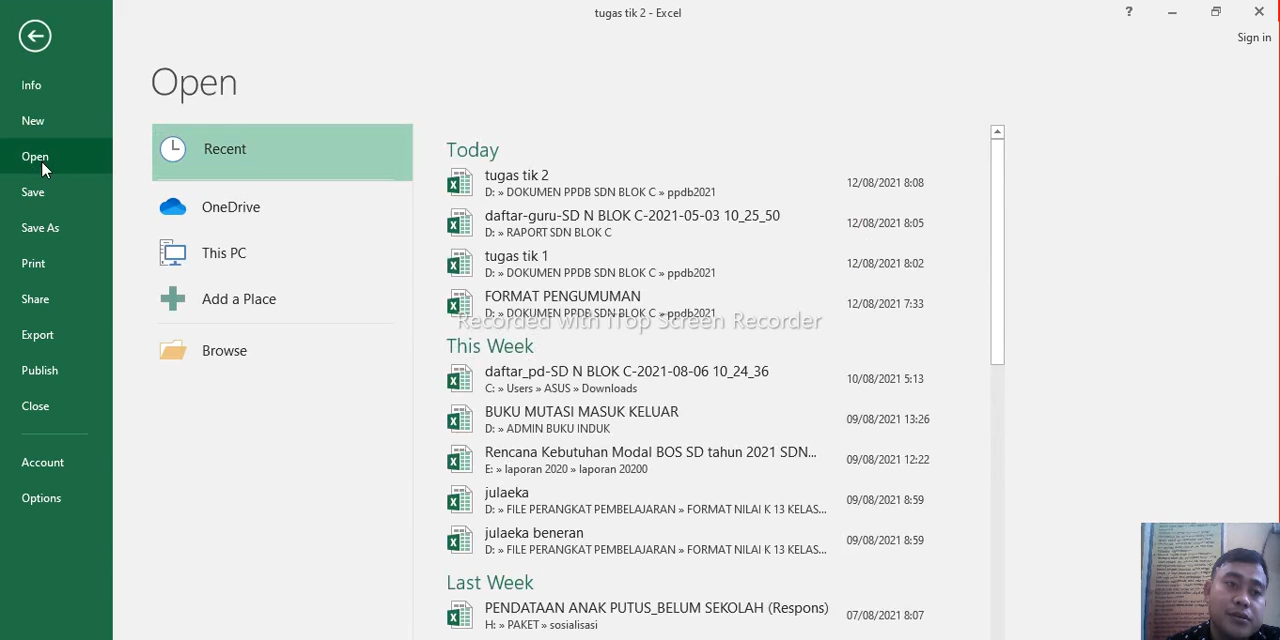 tugas tik 2 - Excel
?
Sign in
Info
New
Open
Save
Save As
Print
Share
Export
Publish
Close
Account
Options
Open
Recent
OneDrive
This PC
Add a Place
Browse
Today
tugas tik 2
D: » DOKUMEN PPDB SDN BLOK C » ppdb2021
12/08/2021 8:08
daftar-guru-SD N BLOK C-2021-05-03 10_25_50
D: » RAPORT SDN BLOK C
12/08/2021 8:05
tugas tik 1
D: » DOKUMEN PPDB SDN BLOK C » ppdb2021
12/08/2021 8:02
FORMAT PENGUMUMAN
D: » DOKUMEN PPDB SDN BLOK C » ppdb2021
12/08/2021 7:33
Recorded with iTop Screen Recorder
This Week
daftar_pd-SD N BLOK C-2021-08-06 10_24_36
C: » Users » ASUS » Downloads
10/08/2021 5:13
BUKU MUTASI MASUK KELUAR
D: » ADMIN BUKU INDUK
09/08/2021 13:26
Rencana Kebutuhan Modal BOS SD tahun 2021 SDN...
E: » laporan 2020 » laporan 20200
09/08/2021 12:22
julaeka
D: » FILE PERANGKAT PEMBELAJARAN » FORMAT NILAI K 13 KELAS...
09/08/2021 8:59
julaeka beneran
D: » FILE PERANGKAT PEMBELAJARAN » FORMAT NILAI K 13 KELAS...
09/08/2021 8:59
Last Week
PENDATAAN ANAK PUTUS_BELUM SEKOLAH (Respons)
H: » PAKET » sosialisasi
07/08/2021 8:07